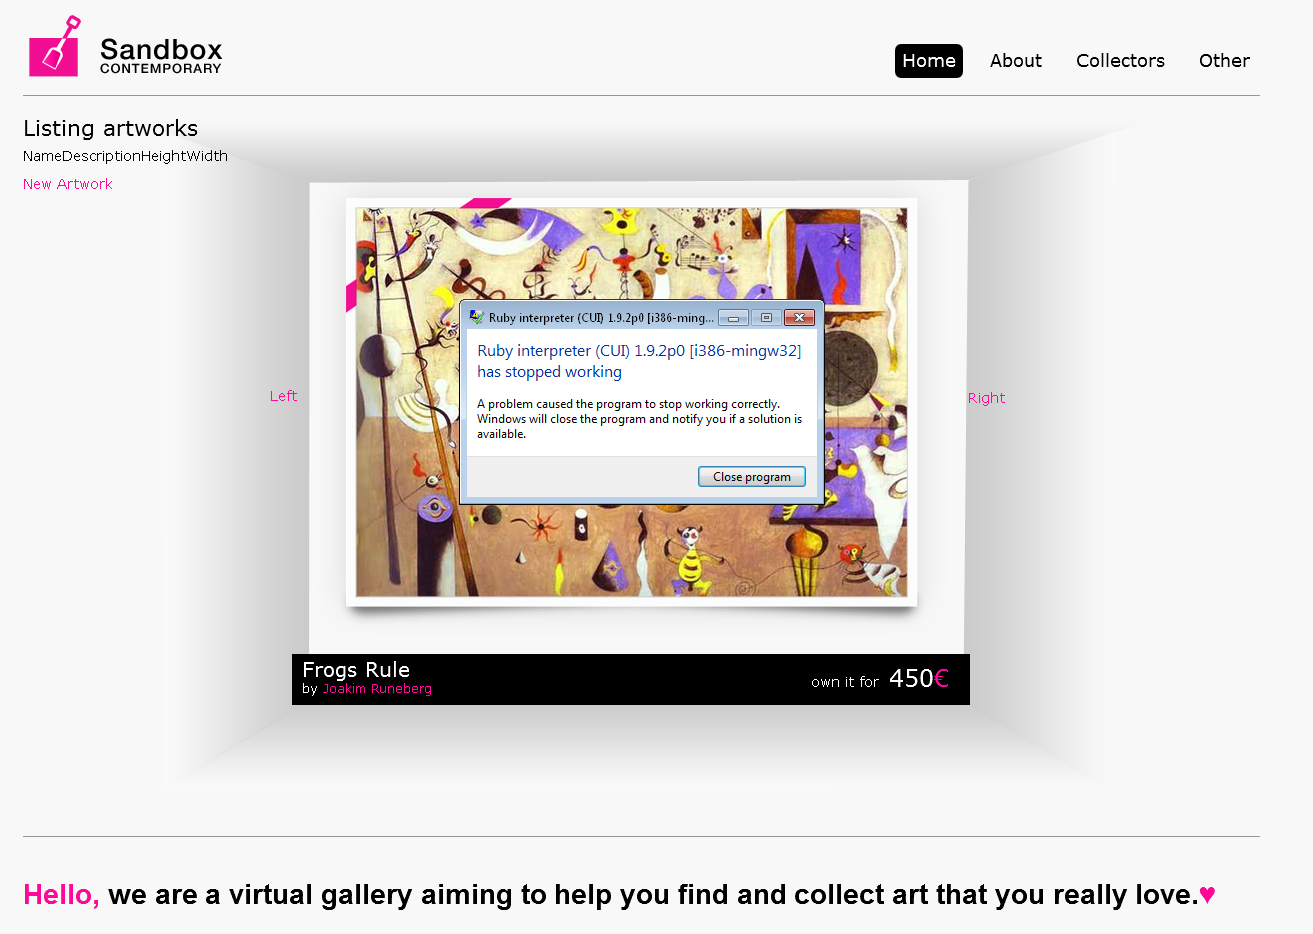 Sandbox
CONTEMPORARY
Home About Collectors Other
Listing artworks
NameDescriptionHeightWidth
New Artwork
Ruby interpreter (CUI) 1.9.2p0 [i386-ming...
Ruby interpreter (CUI) 1.9.2p0 [i386-mingw32]
has stopped working
A problem caused the program to stop working correctly.
Windows will close the program and notify you if a solution is
available.
Close program
Left
Right
Frogs Rule
by Joakim Runeberg
own it for 450€
Hello, we are a virtual gallery aiming to help you find and collect art that you really love.♥